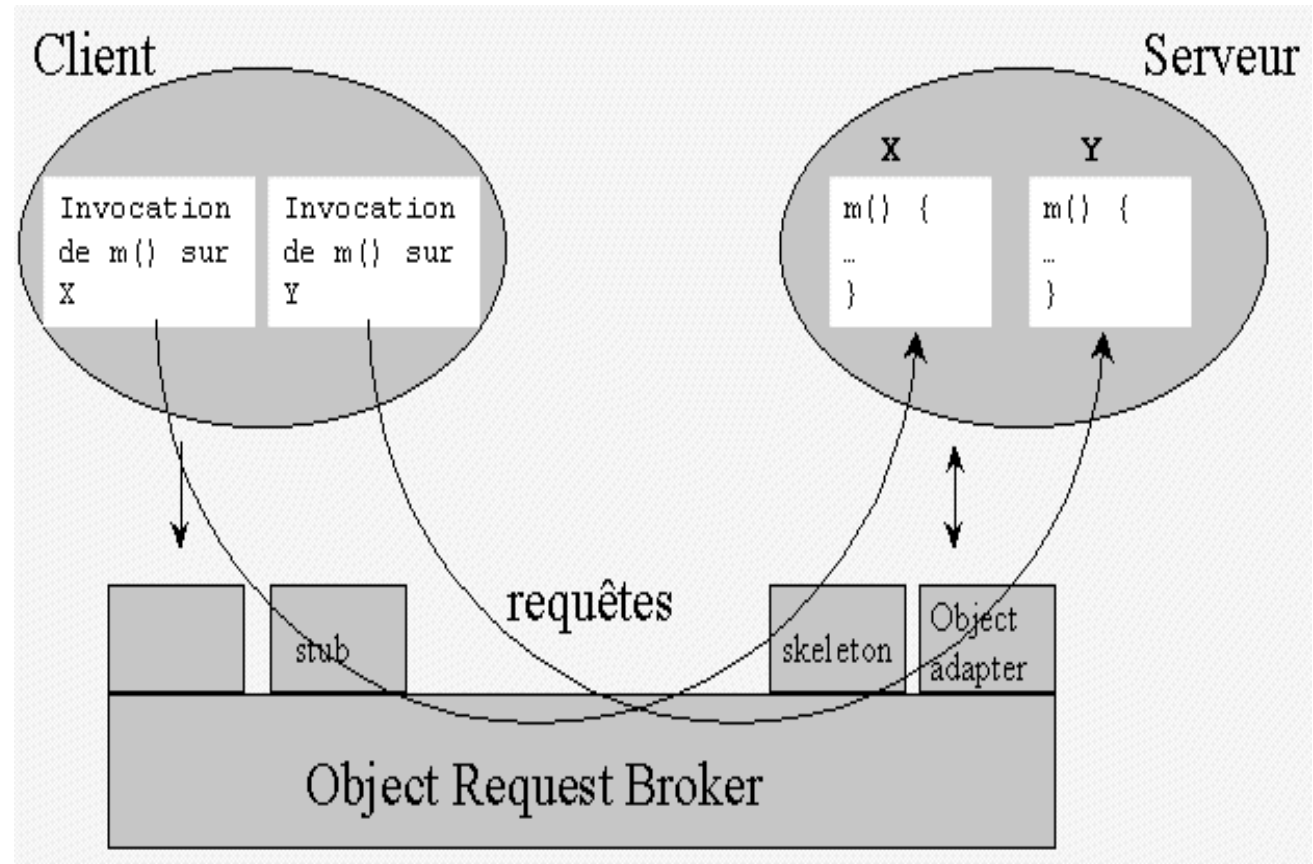 Client
Serveur
Invocation
de m() sur
X
Invocation
de m() sur
Y
X
m() {
…
}
Y
m() {
…
}
requêtes
stub
skeleton
Object
adapter
Object Request Broker